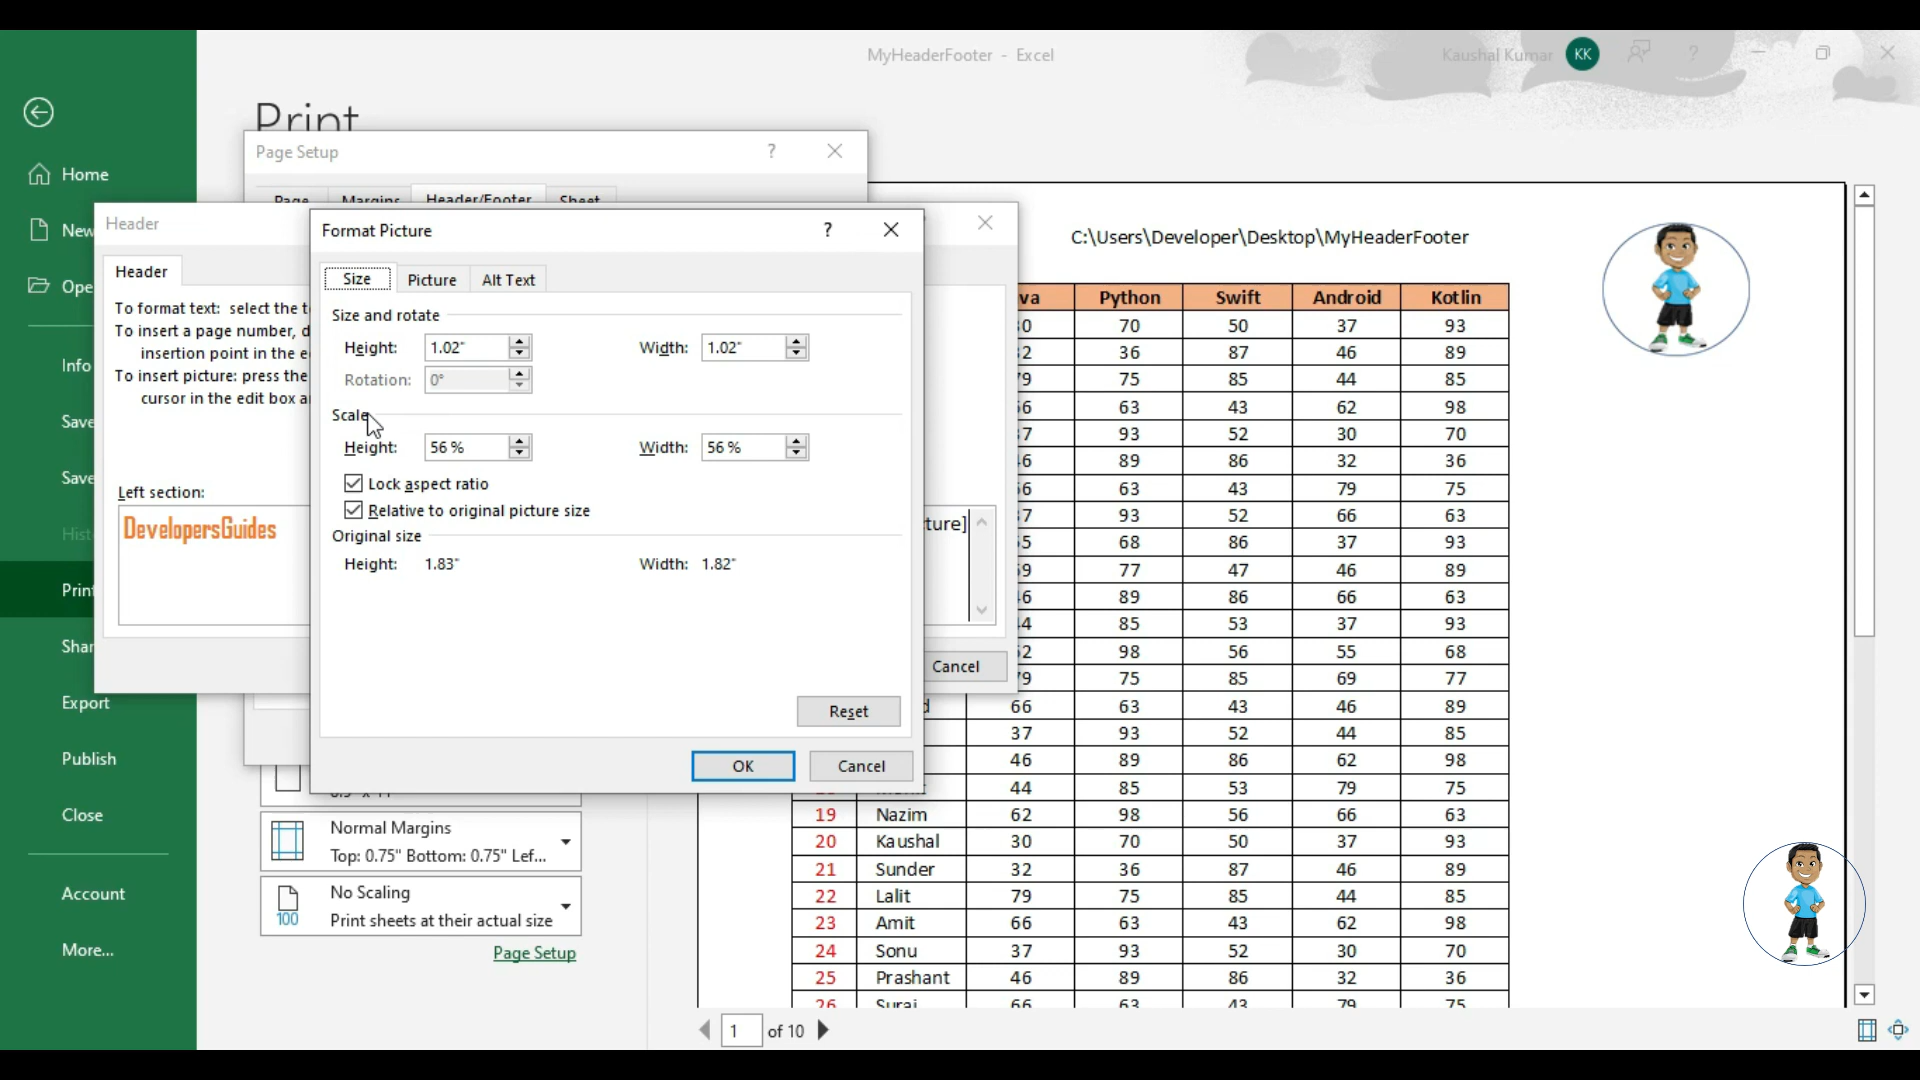 MyHeaderFooter - Excel
Kaushal Kumar KK ?
Print
Home
New
Info
Export
Publish
Close
Account
More...
Page Setup ?
Page Margins Header/Footer Sheet
Header
Header
To format text: select the
To insert a page number,
insertion point in the
To insert picture: press the
cursor in the edit box
Left section:
DevelopersGuides
Cancel
Format Picture ?
Size Picture Alt Text
Size and rotate
Height: 1.02" Width: 1.02"
Rotation: 0°
Scale
Height: 56 % Width: 56 %
Lock aspect ratio
Relative to original picture size
Original size
Height: 1.83" Width: 1.82"
Reset
OK Cancel
Normal Margins
Top: 0.75" Bottom: 0.75" Lef...
No Scaling
100 Print sheets at their actual size
Page Setup
C:\Users\Developer\Desktop\MyHeaderFooter
Python Swift Android Kotlin
70 50 37 93
36 87 46 89
75 85 44 85
63 43 62 98
93 52 30 70
89 86 32 36
63 43 79 75
93 52 66 63
68 86 37 93
77 47 46 89
89 86 66 63
85 53 37 93
98 56 55 68
75 85 69 77
66 63 43 46 89
37 93 52 44 85
46 89 86 62 98
44 85 53 79 75
19 Nazim 62 98 56 66 63
20 Kaushal 30 70 50 37 93
21 Sunder 32 36 87 46 89
22 Lalit 79 75 85 44 85
23 Amit 66 63 43 62 98
24 Sonu 37 93 52 30 70
25 Prashant 46 89 86 32 36
26 Suraj 66 63 43 79 75
1 of 10